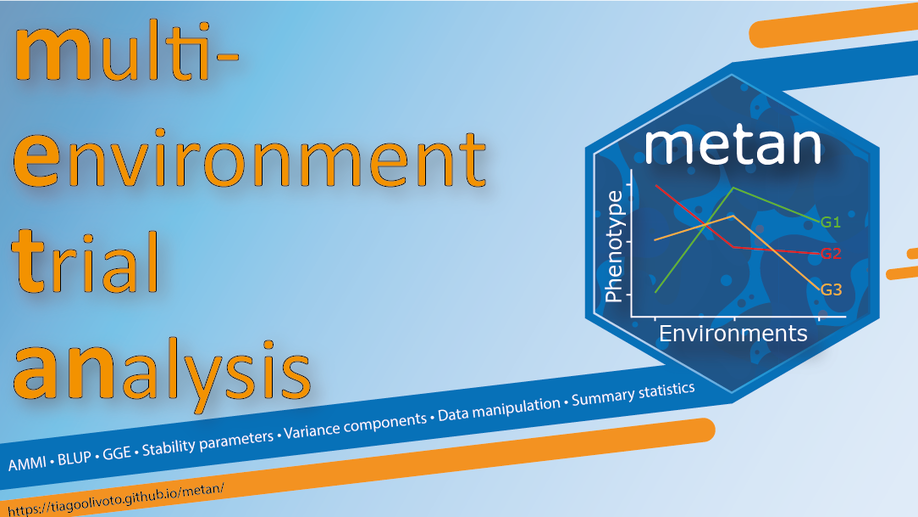 multi-
environment
trial
analysis
metan
Phenotype
G1
G2
G3
Environments
AMMI • BLUP • GGE • Stability parameters • Variance components • Data manipulation • Summary statistics
https://tiagoolivoto.github.io/metan/